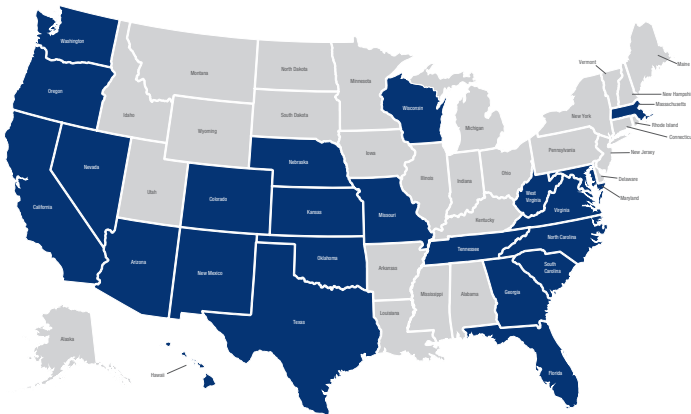 Washington
Oregon
California
Nevada
Idaho
Montana
Wyoming
Utah
Colorado
Arizona
New Mexico
North Dakota
South Dakota
Nebraska
Kansas
Oklahoma
Texas
Minnesota
Iowa
Missouri
Arkansas
Louisiana
Wisconsin
Illinois
Michigan
Indiana
Ohio
Kentucky
Tennessee
Mississippi
Alabama
Georgia
Florida
South
Carolina
North Carolina
Virginia
West
Virginia
Pennsylvania
New York
Vermont
Maine
New Hampshi
Massachusetts
Rhode Island
Connecticu
New Jersey
Delaware
Maryland
Alaska
Hawaii